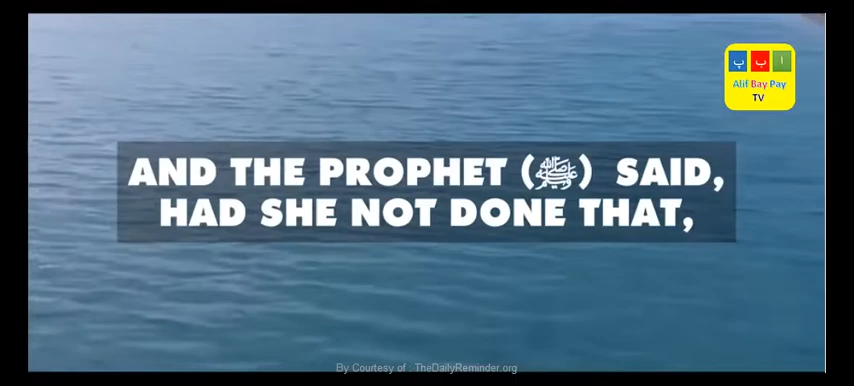 پ ب ا
Alif Bay Pay
TV
AND THE PROPHET (ﷺ) SAID,
HAD SHE NOT DONE THAT,
By Courtesy of : TheDailyReminder.org